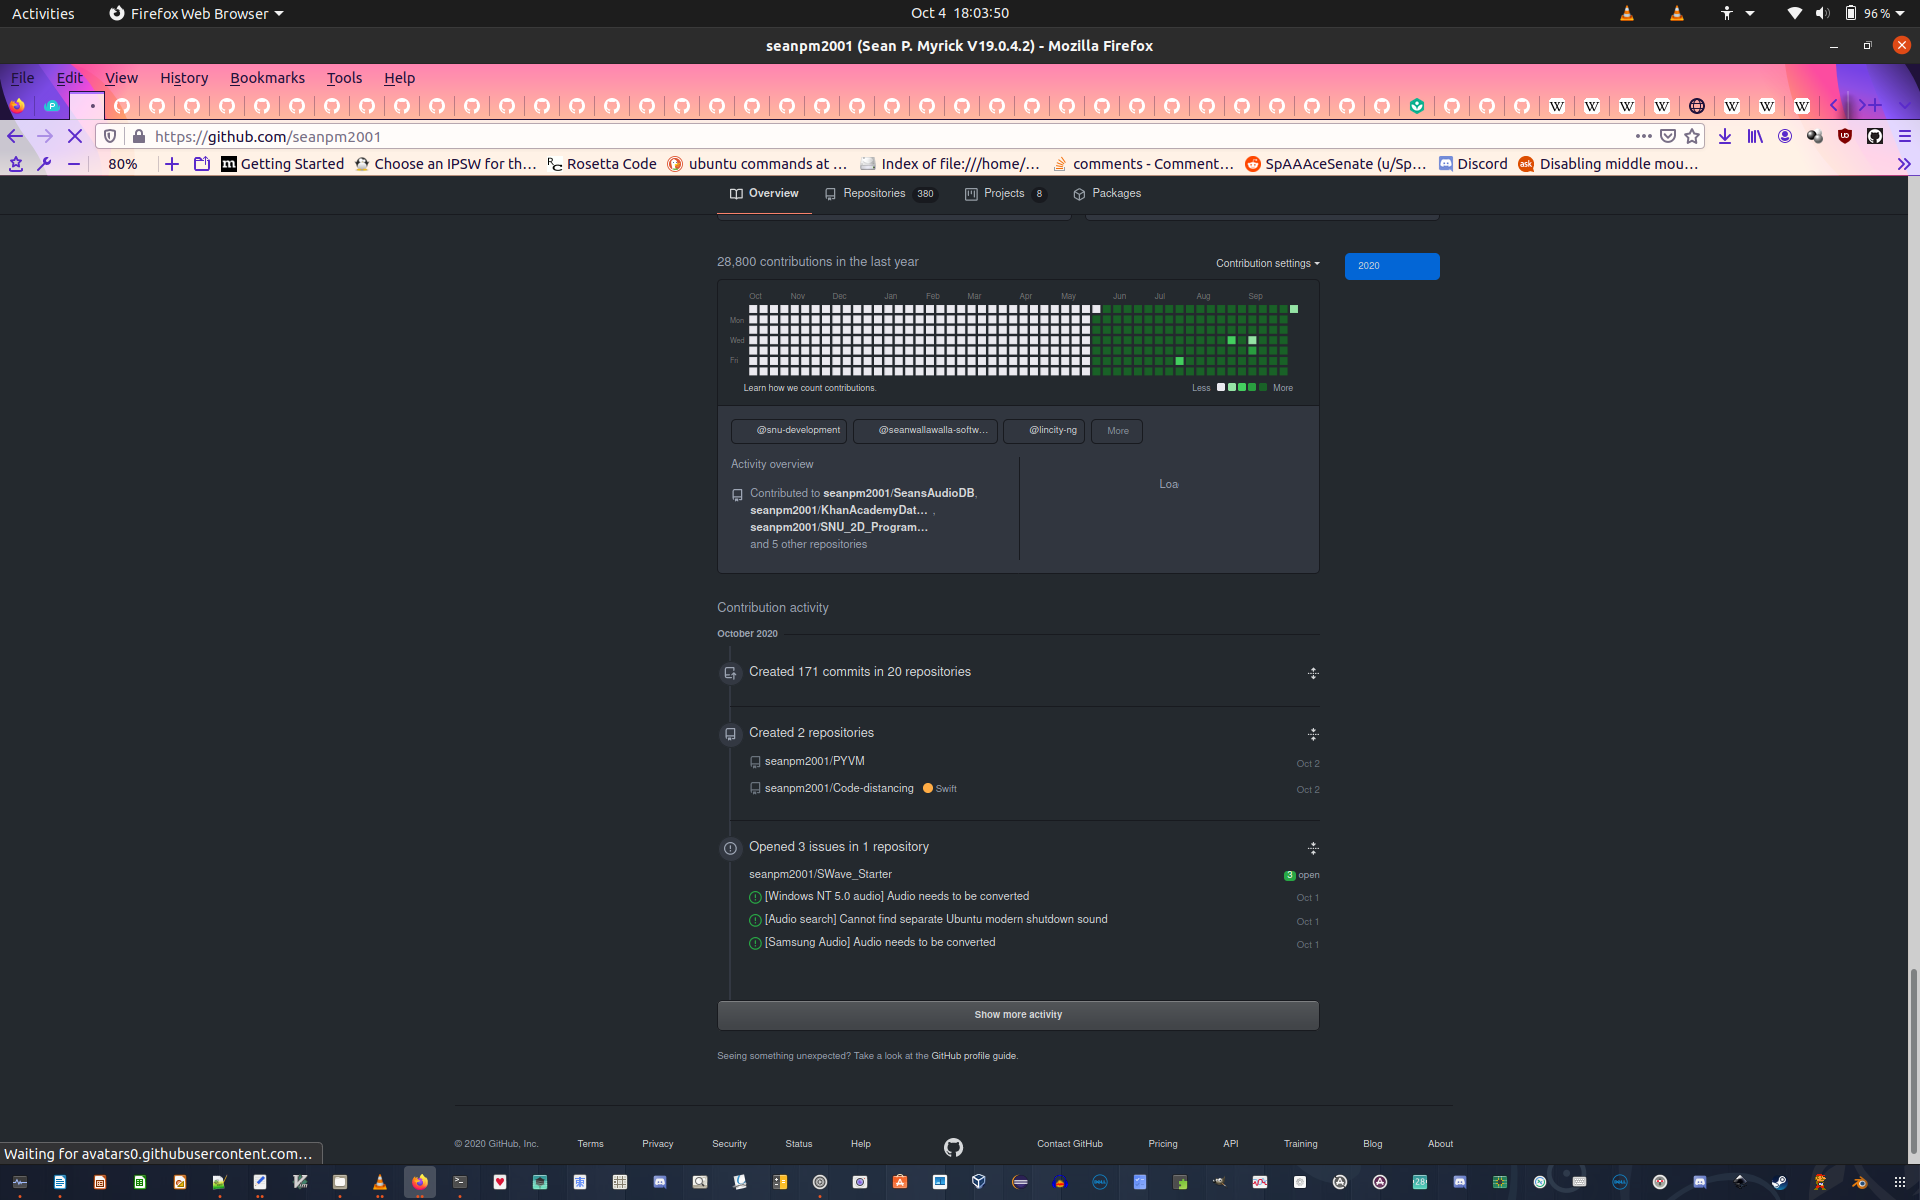 Activities
Firefox Web Browser
Oct 4 18:03:50
96 %
seanpm2001 (Sean P. Myrick V19.0.4.2) - Mozilla Firefox
File Edit View History Bookmarks Tools Help
https://github.com/seanpm2001
80%
Getting Started
Choose an IPSW for th…
Rosetta Code
ubuntu commands at …
Index of file:///home/…
comments - Comment…
SpAAAceSenate (u/Sp…
Discord
Disabling middle mou…
Overview
Repositories 380
Projects 8
Packages
28,800 contributions in the last year
Contribution settings
2020
Oct Nov Dec Jan Feb Mar Apr May Jun Jul Aug Sep
Mon
Wed
Fri
Learn how we count contributions.
Less
More
@snu-development
@seanwallawalla-softw…
@lincity-ng
More
Activity overview
Contributed to seanpm2001/SeansAudioDB,
seanpm2001/KhanAcademyDat… ,
seanpm2001/SNU_2D_Program…
and 5 other repositories
Loa
Contribution activity
October 2020
Created 171 commits in 20 repositories
Created 2 repositories
seanpm2001/PYVM
Oct 2
seanpm2001/Code-distancing Swift
Oct 2
Opened 3 issues in 1 repository
seanpm2001/SWave_Starter
3 open
[Windows NT 5.0 audio] Audio needs to be converted
Oct 1
[Audio search] Cannot find separate Ubuntu modern shutdown sound
Oct 1
[Samsung Audio] Audio needs to be converted
Oct 1
Show more activity
Seeing something unexpected? Take a look at the GitHub profile guide.
© 2020 GitHub, Inc.
Terms
Privacy
Security
Status
Help
Contact GitHub
Pricing
API
Training
Blog
About
Waiting for avatars0.githubusercontent.com…